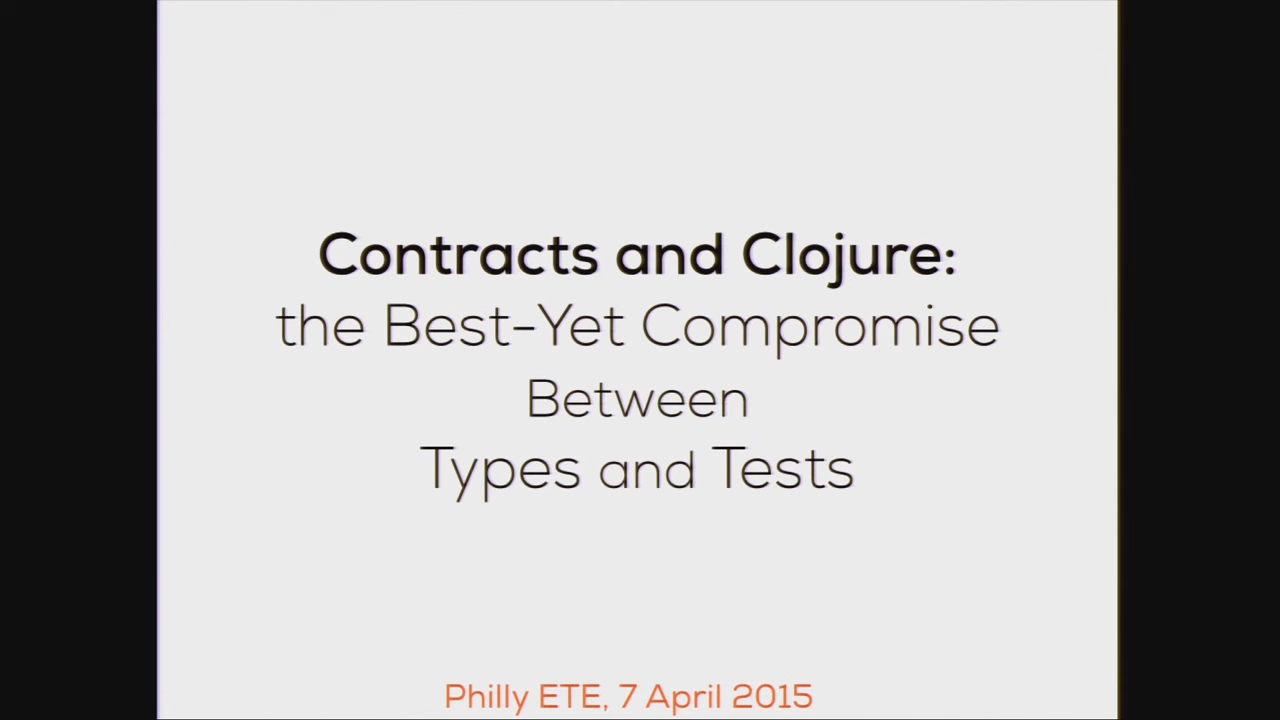 Contracts and Clojure:
the Best-Yet Compromise
Between
Types and Tests
Philly ETE, 7 April 2015